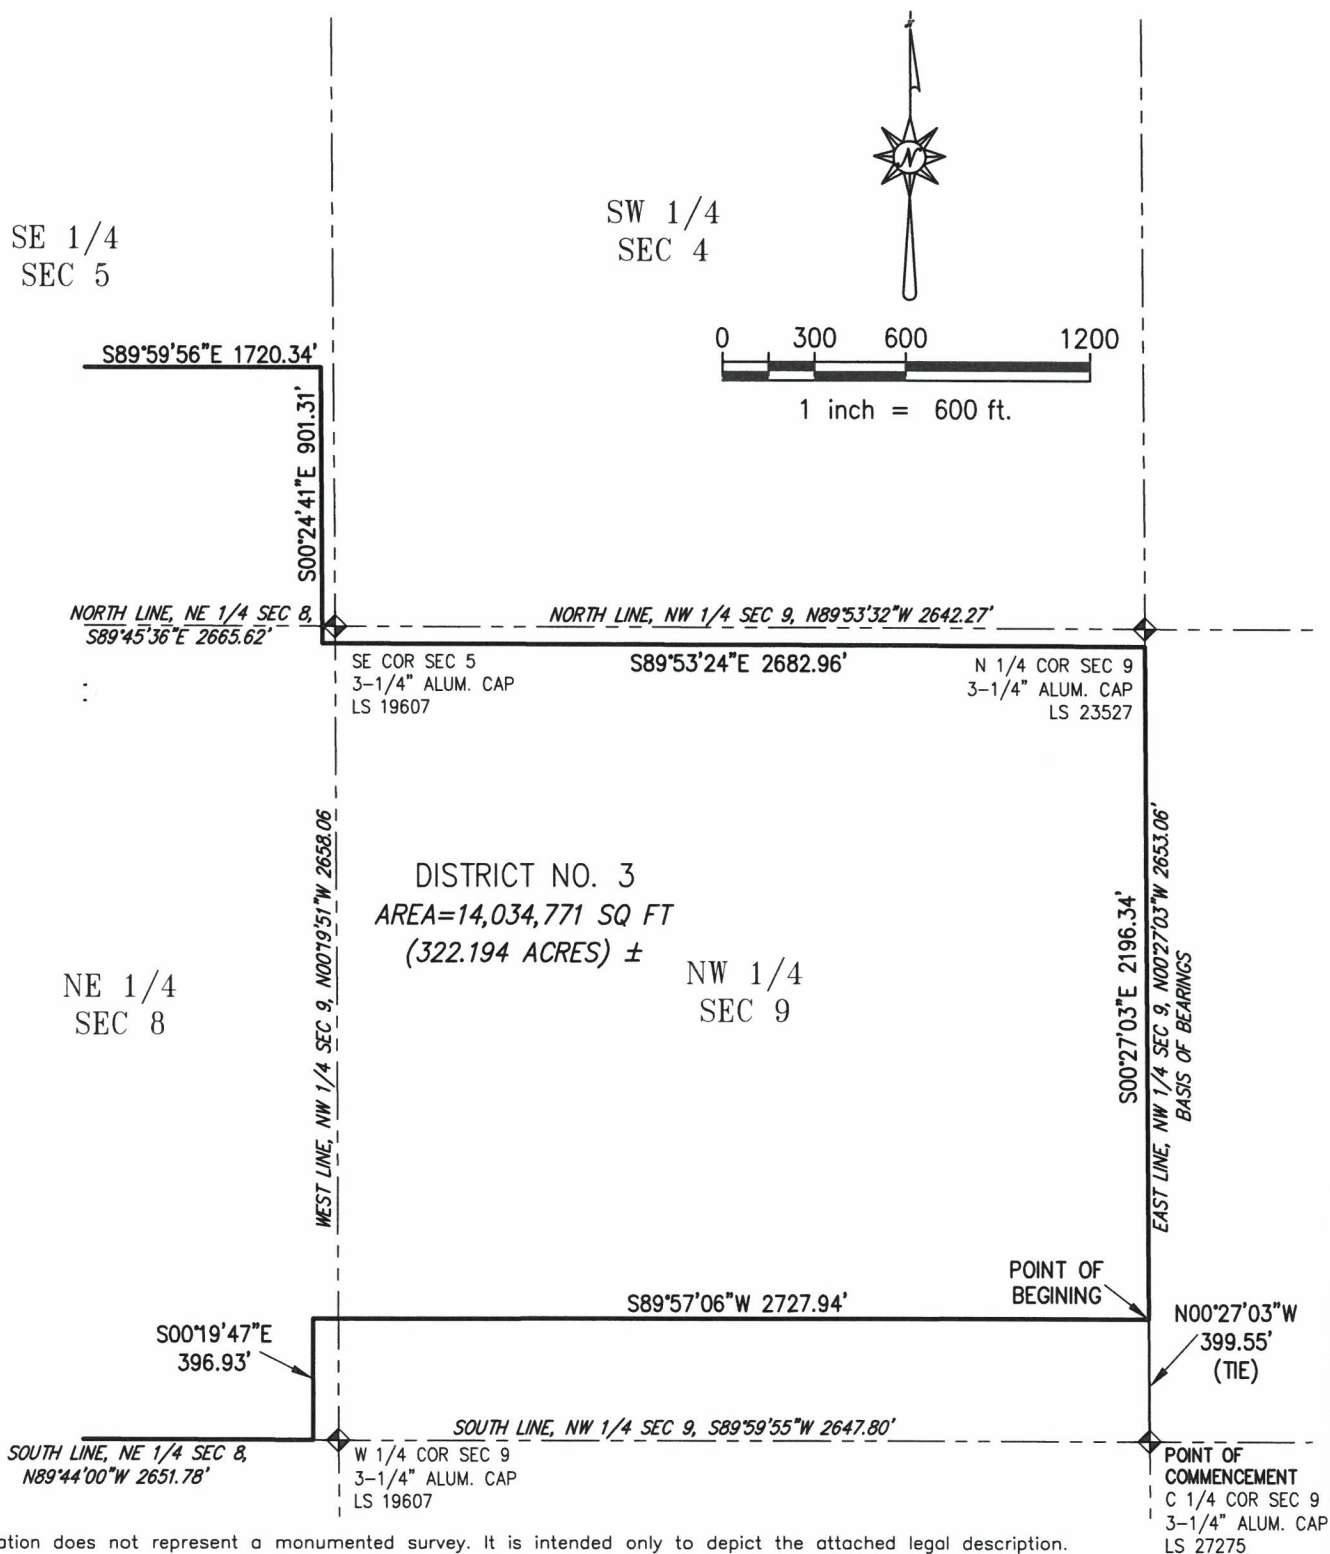 N
SE 1/4
SEC 5
SW 1/4
SEC 4
0 300 600 1200
1 inch = 600 ft.
S89°59'56"E 1720.34'
S00°24'41"E 901.31'
NORTH LINE, NE 1/4 SEC 8,
S89°45'36"E 2665.62'
NORTH LINE, NW 1/4 SEC 9, N89°53'32"W 2642.27'
S89°53'24"E 2682.96'
SE COR SEC 5
3-1/4" ALUM. CAP
LS 19607
N 1/4 COR SEC 9
3-1/4" ALUM. CAP
LS 23527
WEST LINE, NW 1/4 SEC 9, N00°19'51"W 2658.06
DISTRICT NO. 3
AREA=14,034,771 SQ FT
(322.194 ACRES) ±
NE 1/4
SEC 8
NW 1/4
SEC 9
S00°27'03"E 2196.34'
EAST LINE, NW 1/4 SEC 9, N00°27'03"W 2653.06'
BASIS OF BEARINGS
POINT OF
BEGINING
S89°57'06"W 2727.94'
N00°27'03"W
399.55'
(TIE)
S00°19'47"E
396.93'
SOUTH LINE, NW 1/4 SEC 9, S89°59'55"W 2647.80'
SOUTH LINE, NE 1/4 SEC 8,
N89°44'00"W 2651.78'
W 1/4 COR SEC 9
3-1/4" ALUM. CAP
LS 19607
POINT OF
COMMENCEMENT
C 1/4 COR SEC 9
3-1/4" ALUM. CAP
LS 27275
ation does not represent a monumented survey. It is intended only to depict the attached legal description.